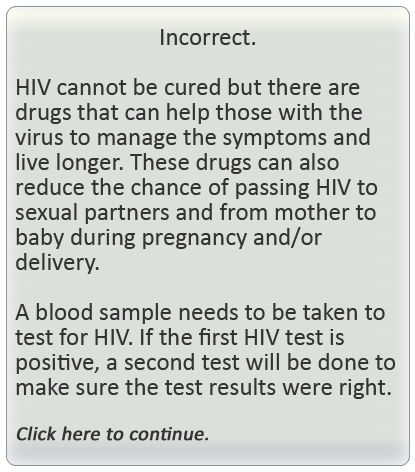 Incorrect.
HIV cannot be cured but there are
drugs that can help those with the
virus to manage the symptoms and
live longer. These drugs can also
reduce the chance of passing HIV to
sexual partners and from mother to
baby during pregnancy and/or
delivery.
A blood sample needs to be taken to
test for HIV. If the first HIV test is
positive, a second test will be done to
make sure the test results were right.
Click here to continue.